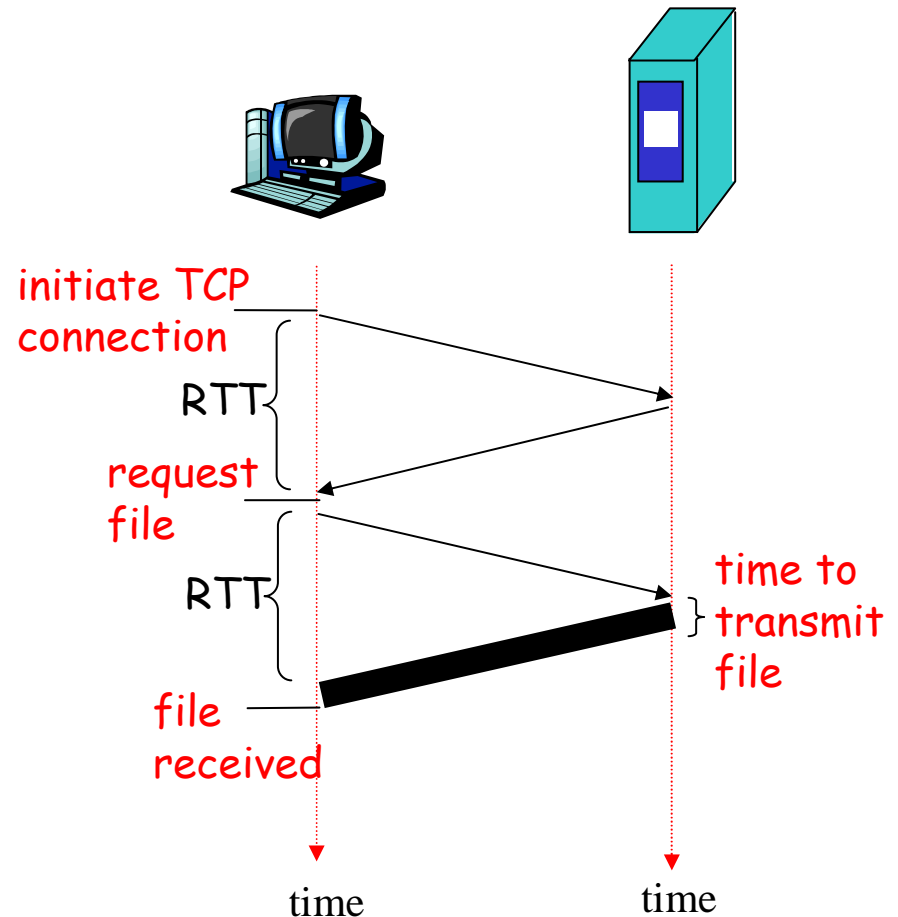 initiate TCP
connection
RTT
request
file
RTT
time to
transmit
file
file
received
time
time